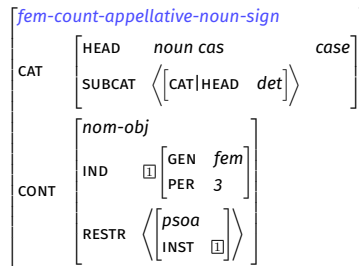 fem-count-appellative-noun-sign
CAT HEAD noun cas case
SUBCAT ⟨[CAT|HEAD det]⟩
CONT nom-obj
IND 1 GEN fem
PER 3
RESTR ⟨[psoa
INST 1]⟩